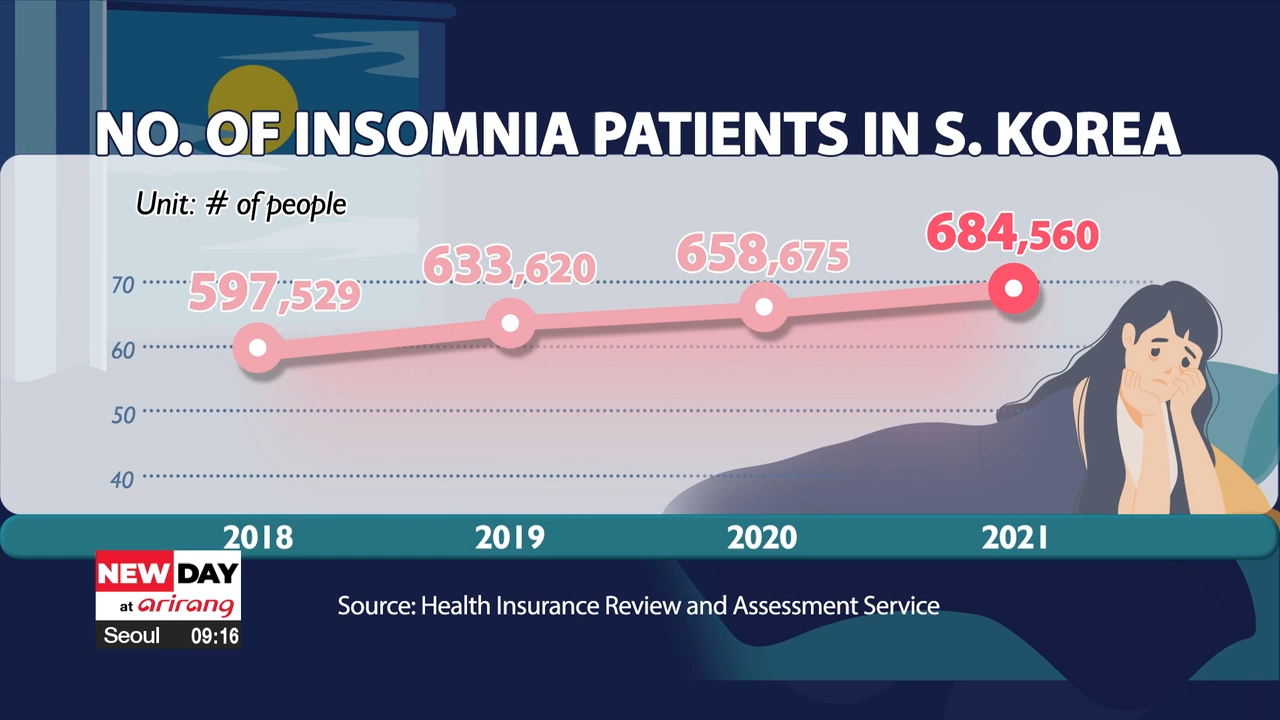 NO. OF INSOMNIA PATIENTS IN S. KOREA
Unit: # of people
684,560
658,675
633,620
597,529
70
60
50
40
2018 2019 2020 2021
NEW DAY
at arirang
Seoul 09:16
Source: Health Insurance Review and Assessment Service